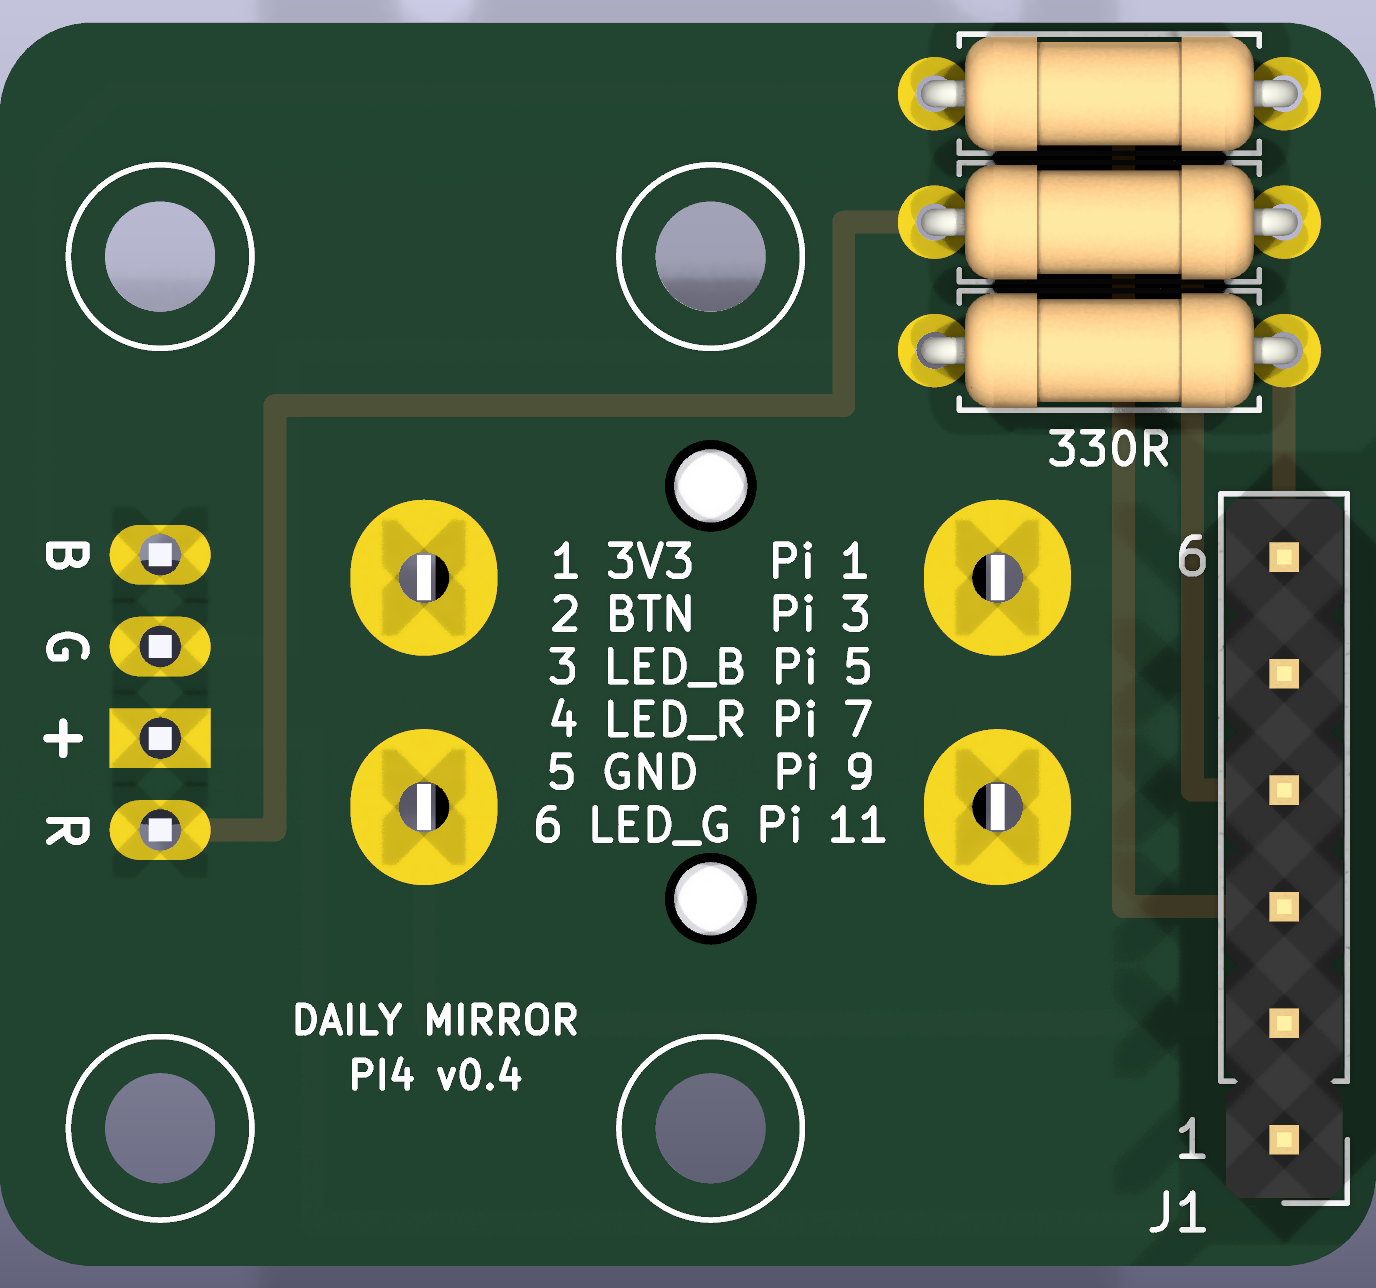 330R
6
B
G
+
R
1 3V3 Pi 1
2 BTN Pi 3
3 LED_B Pi 5
4 LED_R Pi 7
5 GND Pi 9
6 LED_G Pi 11
DAILY MIRROR
PI4 v0.4
1
J1